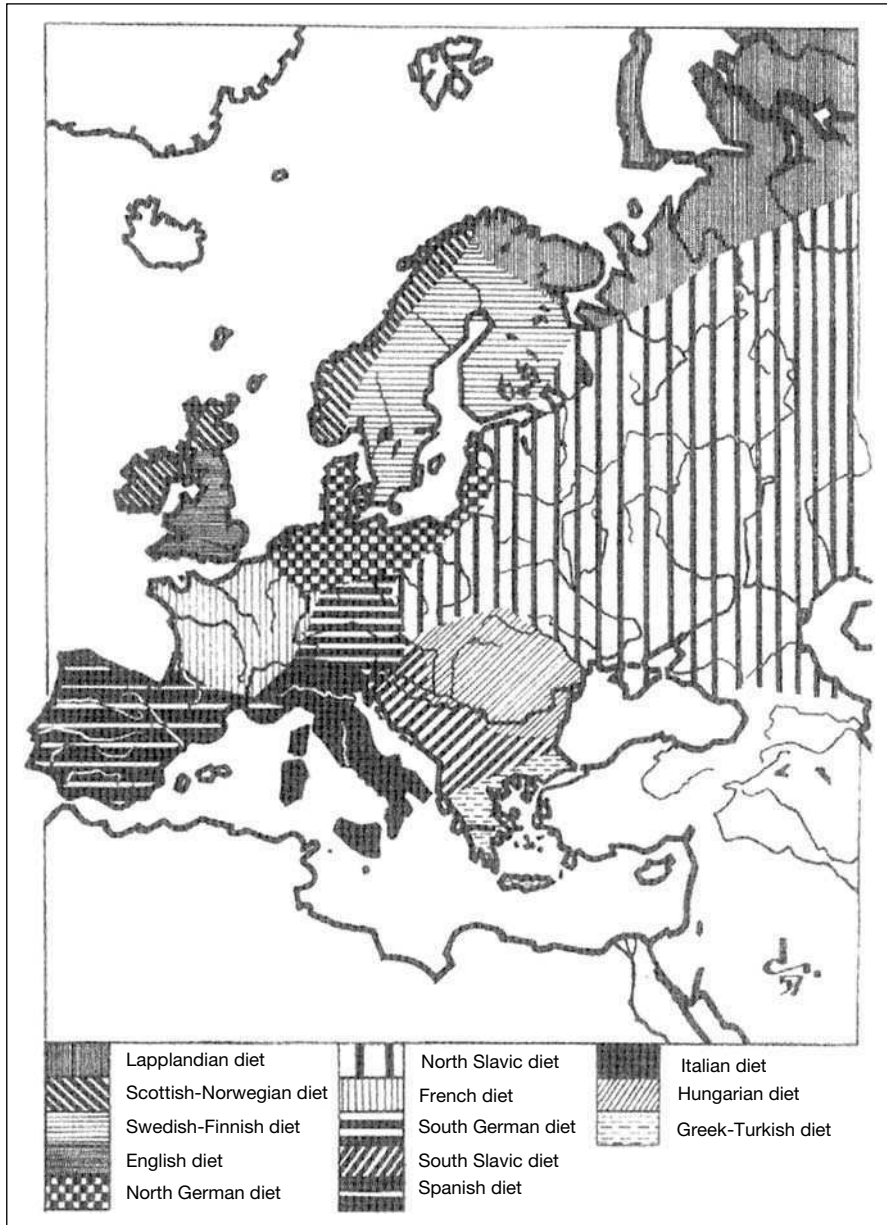 Lapplandian diet
Scottish-Norwegian diet
Swedish-Finnish diet
English diet
North German diet
North Slavic diet
French diet
South German diet
South Slavic diet
Spanish diet
Italian diet
Hungarian diet
Greek-Turkish diet